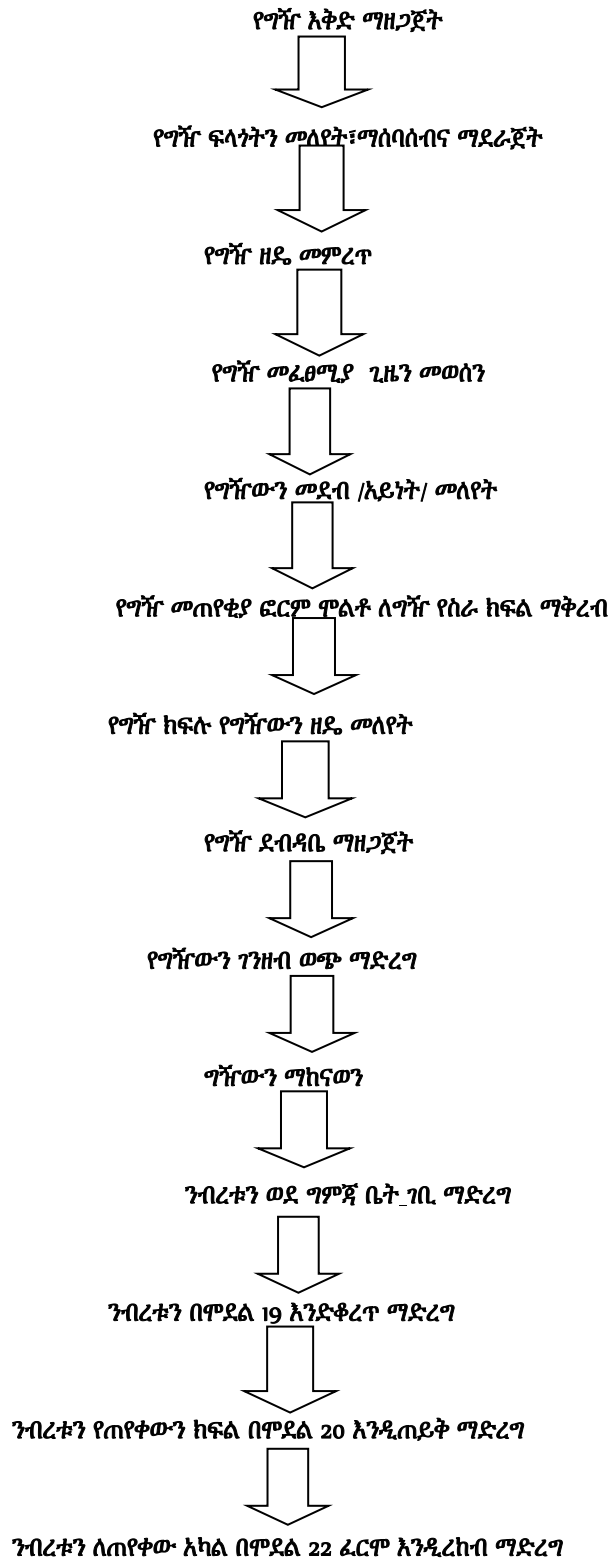 የግዥ እቅድ ማዘጋጀት
የግዥ ፍላጎትን መለየት፣ማሰባሰብና ማደራጀት
የግዥ ዘዴ መምረጥ
የግዥ መፈፀሚያ ጊዜን መወሰን
የግዥውን መደብ /አይነት/ መለየት
የግዥ መጠየቂያ ፎርም ሞልቶ ለግዥ የስራ ክፍል ማቅረብ
የግዥ ክፍሉ የግዥውን ዘዴ መለየት
የግዥ ደብዳቤ ማዘጋጀት
የግዥውን ገንዘብ ወጭ ማድረግ
ግዥውን ማከናወን
ንብረቱን ወደ ግምጃ ቤት_ገቢ ማድረግ
ንብረቱን በሞደል 19 እንድቆረጥ ማድረግ
ንብረቱን የጠየቀውን ክፍል በሞደል 20 እንዲጠይቅ ማድረግ
ንብረቱን ለጠየቀው አካል በሞደል 22 ፈርሞ እንዲረከብ ማድረግ